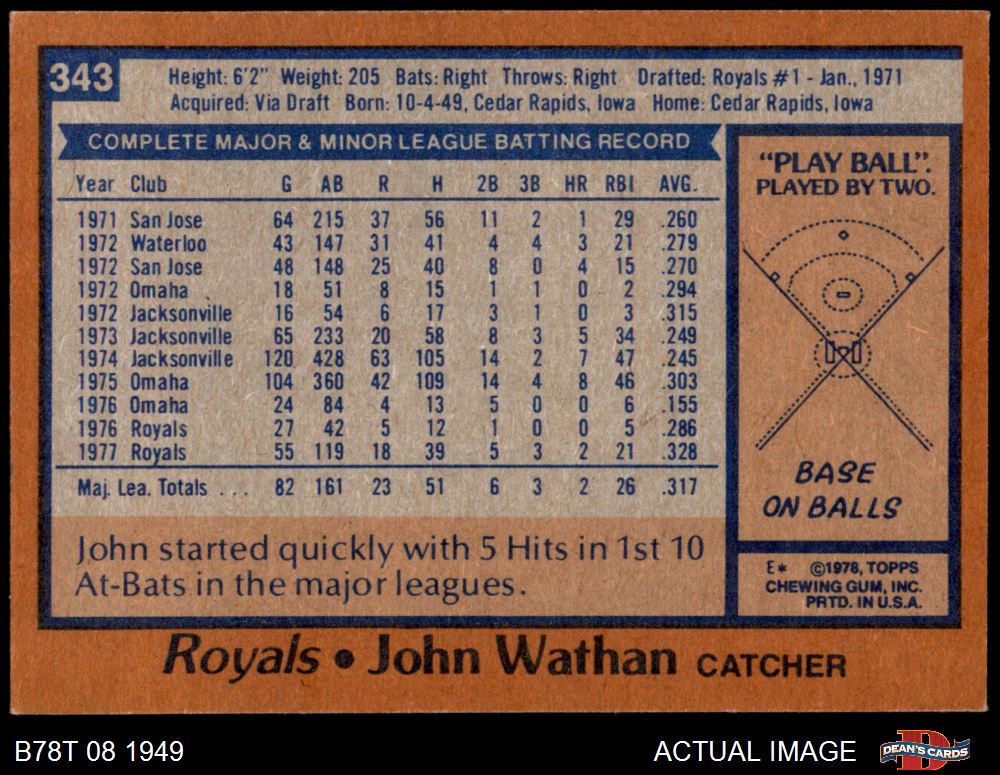 343
Height: 6'2" Weight: 205 Bats: Right Throws: Right Drafted: Royals #1 - Jan., 1971
Acquired: Via Draft Born: 10-4-49, Cedar Rapids, Iowa Home: Cedar Rapids, Iowa
COMPLETE MAJOR & MINOR LEAGUE BATTING RECORD
Year Club G AB R H 2B 3B HR RBI AVG.
1971 San Jose 64 215 37 56 11 2 1 29 .260
1972 Waterloo 43 147 31 41 4 4 3 21 .279
1972 San Jose 48 148 25 40 8 0 4 15 .270
1972 Omaha 18 51 8 15 1 1 0 2 .294
1972 Jacksonville 16 54 6 17 3 1 0 3 .315
1973 Jacksonville 65 233 20 58 8 3 5 34 .249
1974 Jacksonville 120 428 63 105 14 2 7 47 .245
1975 Omaha 104 360 42 109 14 4 8 46 .303
1976 Omaha 24 84 4 13 5 0 0 6 .155
1976 Royals 27 42 5 12 1 0 0 5 .286
1977 Royals 55 119 18 39 5 3 2 21 .328
Maj. Lea. Totals ... 82 161 23 51 6 3 2 26 .317
John started quickly with 5 Hits in 1st 10
At-Bats in the major leagues.
"PLAY BALL".
PLAYED BY TWO.
BASE
ON BALLS
E* ©1978, TOPPS
CHEWING GUM, INC.
PRTD. IN U.S.A.
Royals • John Wathan CATCHER
B78T 08 1949
ACTUAL IMAGE
D
DEAN'S CARDS